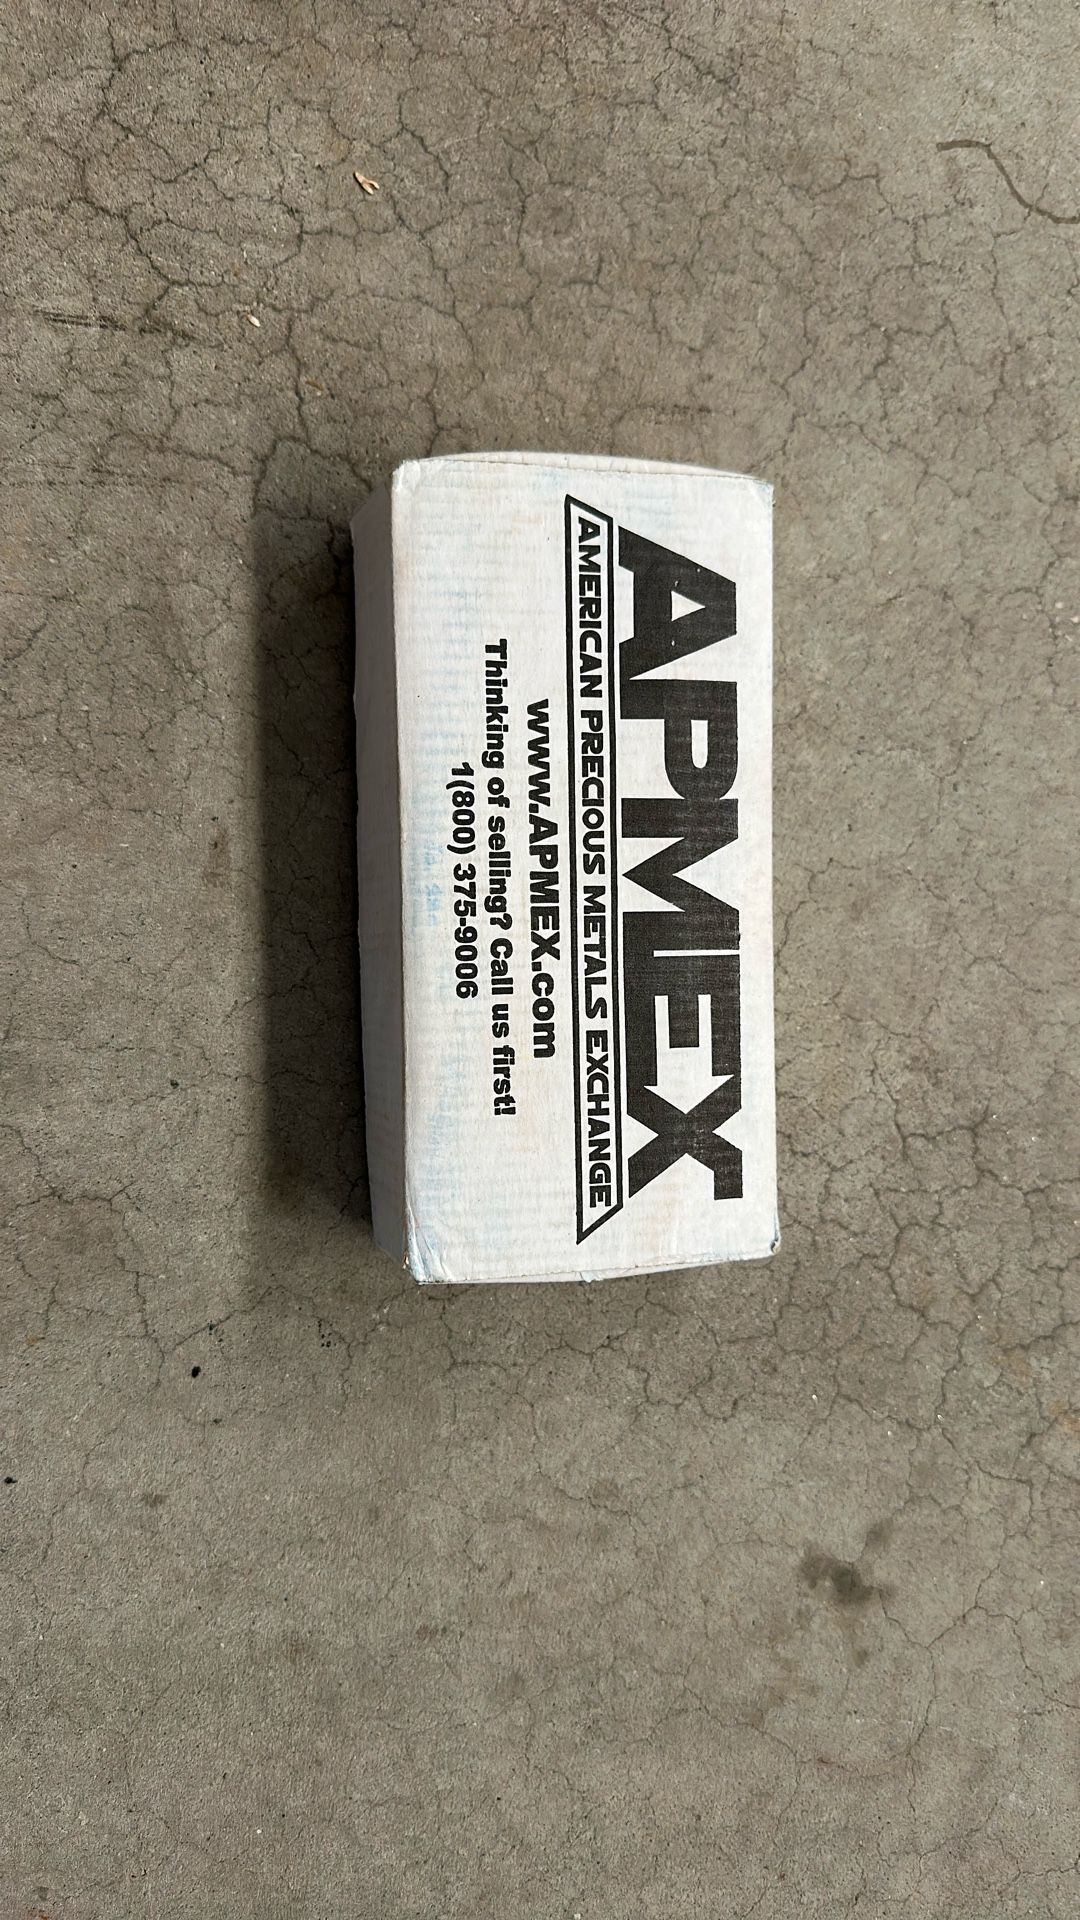 APMEX
AMERICAN PRECIOUS METALS EXCHANGE
www.APMEX.com
Thinking of selling? Call us first!
1(800) 375-9006